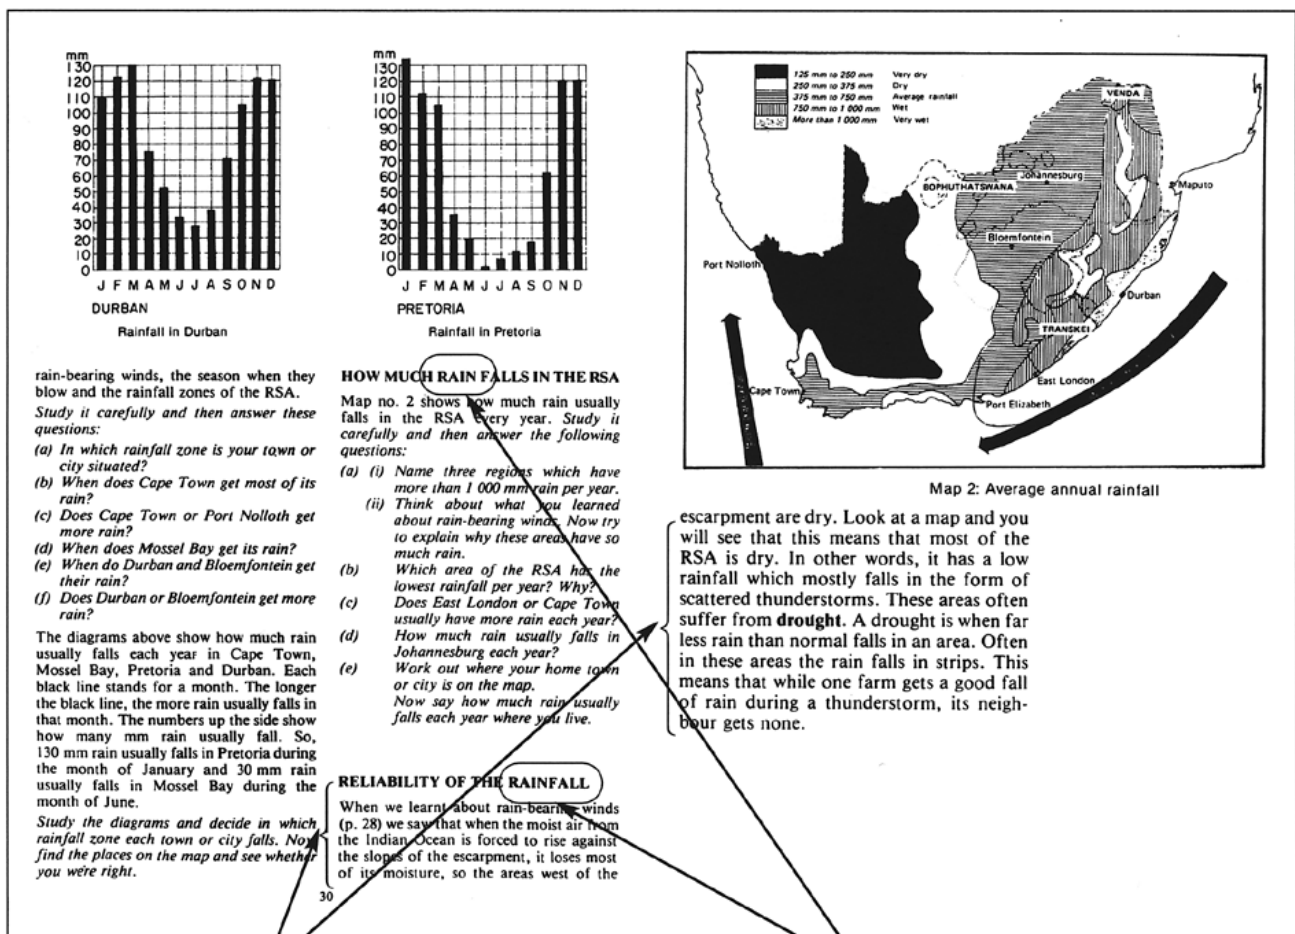 mm
130
120
110
100
90
80
70
60
50
40
30
20
10
0
J F M A M J J A S O N D
DURBAN
Rainfall in Durban
mm
130
120
110
100
90
80
70
60
50
40
30
20
10
0
J F M A M J J A S O N D
PRETORIA
Rainfall in Pretoria
125 mm to 250 mm Very dry
250 mm to 375 mm Dry
375 mm to 750 mm Average rainfall
750 mm to 1 000 mm Wet
More than 1 000 mm Very wet
VENDA
Johannesburg
BOPHUTHATSWANA
Maputo
Bloemfontein
Port Nolloth
Durban
TRANSKEI
East London
Cape Town
Port Elizabeth
Map 2: Average annual rainfall
rain-bearing winds, the season when they
blow and the rainfall zones of the RSA.
Study it carefully and then answer these
questions:
(a) In which rainfall zone is your town or
city situated?
(b) When does Cape Town get most of its
rain?
(c) Does Cape Town or Port Nolloth get
more rain?
(d) When does Mossel Bay get its rain?
(e) When do Durban and Bloemfontein get
their rain?
(f) Does Durban or Bloemfontein get more
rain?
The diagrams above show how much rain
usually falls each year in Cape Town,
Mossel Bay, Pretoria and Durban. Each
black line stands for a month. The longer
the black line, the more rain usually falls in
that month. The numbers up the side show
how many mm rain usually fall. So,
130 mm rain usually falls in Pretoria during
the month of January and 30 mm rain
usually falls in Mossel Bay during the
month of June.
Study the diagrams and decide in which
rainfall zone each town or city falls. Now
find the places on the map and see whether
you were right.
HOW MUCH RAIN FALLS IN THE RSA
Map no. 2 shows how much rain usually
falls in the RSA every year. Study it
carefully and then answer the following
questions:
(a) (i) Name three regions which have
more than 1 000 mm rain per year.
(ii) Think about what you learned
about rain-bearing winds. Now try
to explain why these areas have so
much rain.
(b) Which area of the RSA has the
lowest rainfall per year? Why?
(c) Does East London or Cape Town
usually have more rain each year?
(d) How much rain usually falls in
Johannesburg each year?
(e) Work out where your home town
or city is on the map.
Now say how much rain usually
falls each year where you live.
RELIABILITY OF THE RAINFALL
When we learnt about rain-bearing winds
(p. 28) we saw that when the moist air from
the Indian Ocean is forced to rise against
the slopes of the escarpment, it loses most
of its moisture, so the areas west of the
30
escarpment are dry. Look at a map and you
will see that this means that most of the
RSA is dry. In other words, it has a low
rainfall which mostly falls in the form of
scattered thunderstorms. These areas often
suffer from drought. A drought is when far
less rain than normal falls in an area. Often
in these areas the rain falls in strips. This
means that while one farm gets a good fall
of rain during a thunderstorm, its neigh-
bour gets none.